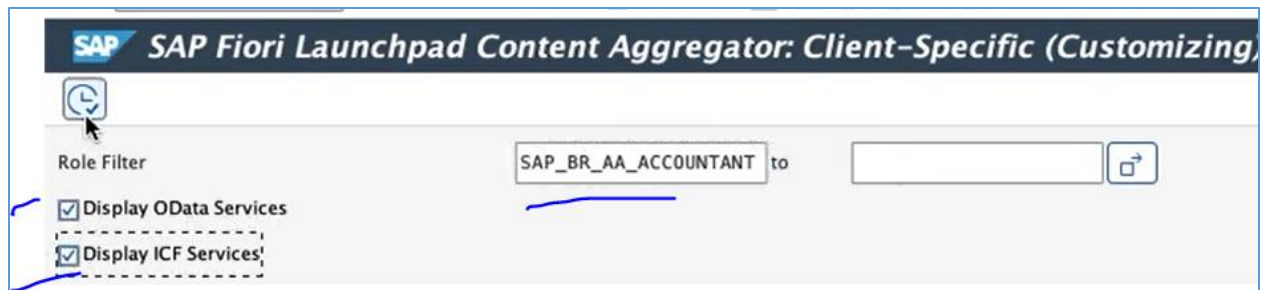 SAP SAP Fiori Launchpad Content Aggregator: Client-Specific (Customizing)
Role Filter SAP_BR_AA_ACCOUNTANT to
Display OData Services
Display ICF Services